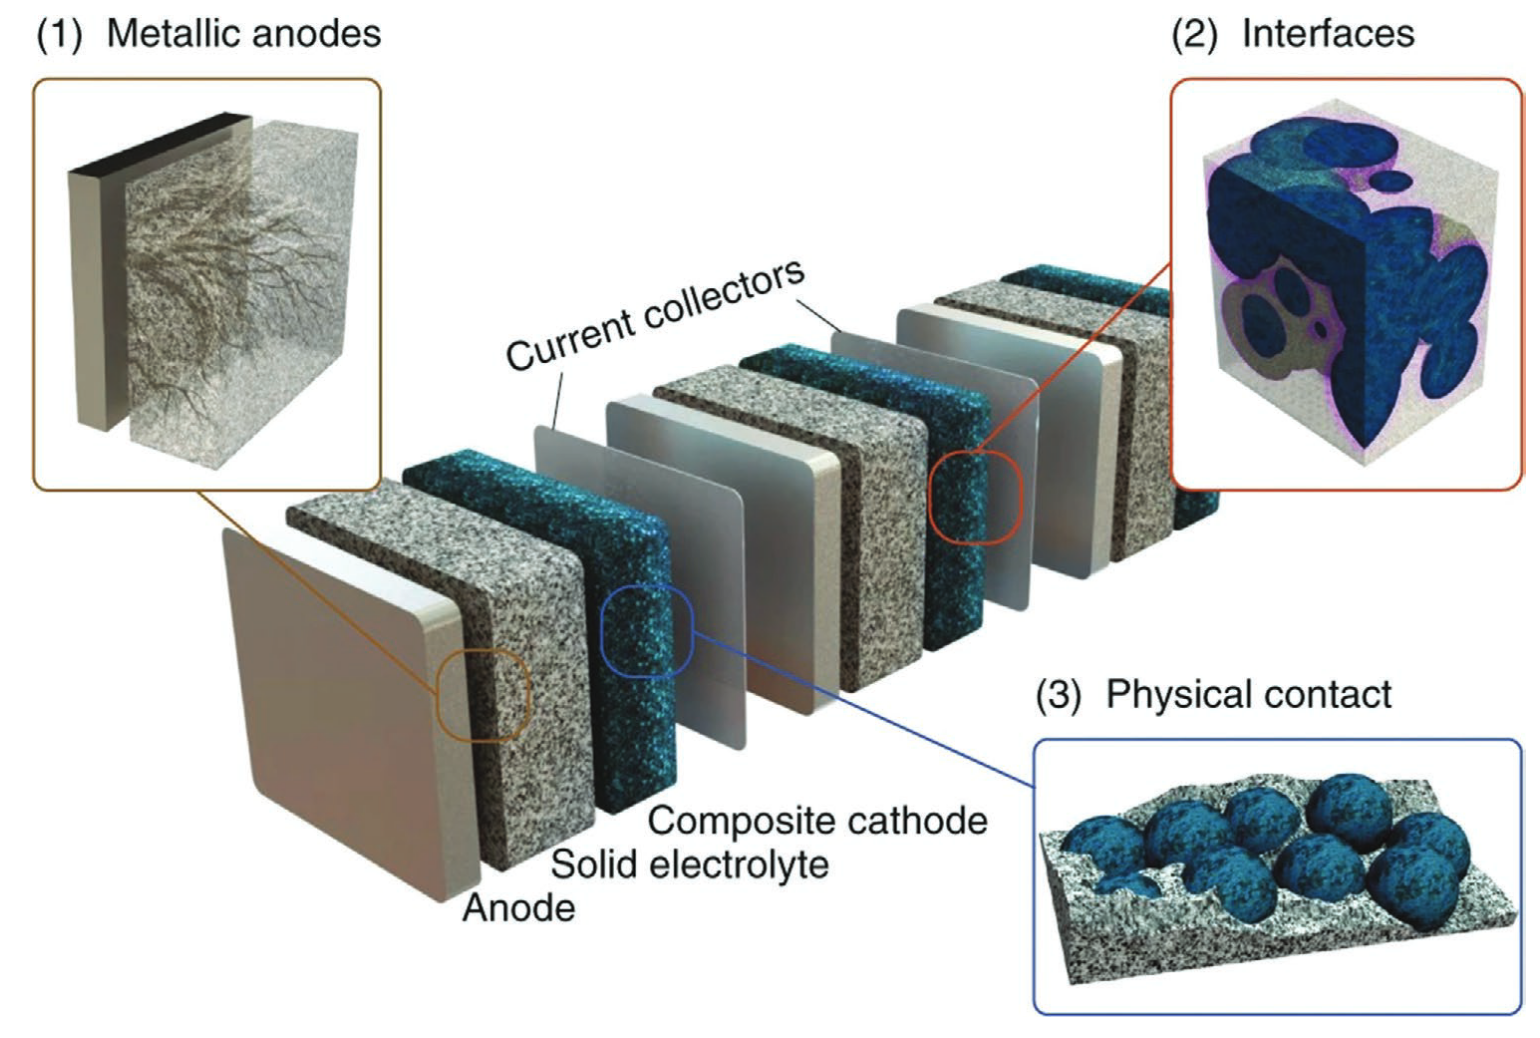 (1) Metallic anodes
(2) Interfaces
Current collectors
(3) Physical contact
Composite cathode
Solid electrolyte
Anode